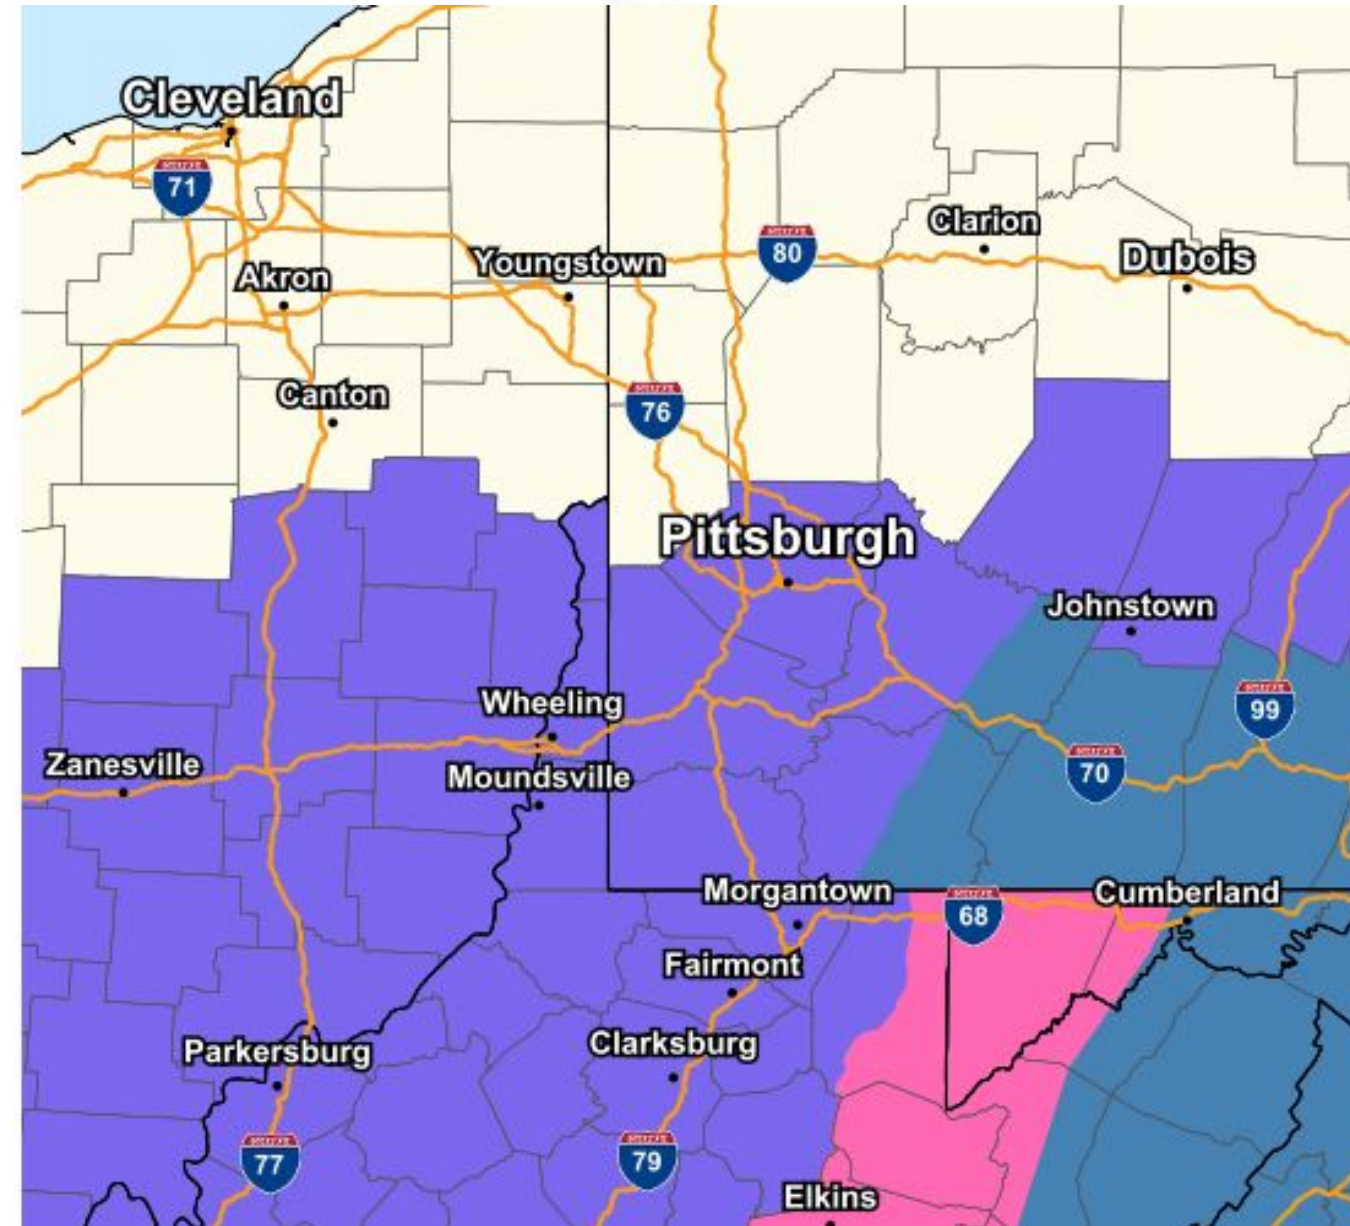 Cleveland
71
Clarion
80
Dubois
Youngstown
Akron
Canton
76
Pittsburgh
Johnstown
Wheeling
99
Zanesville
Moundsville
70
Morgantown
Cumberland
68
Fairmont
Clarksburg
Parkersburg
77
79
Elkins